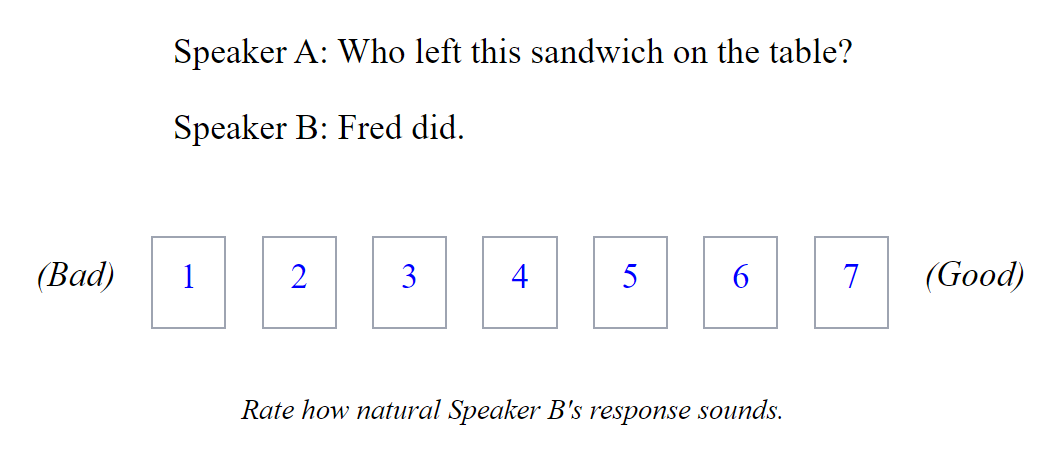 Speaker A: Who left this sandwich on the table?
Speaker B: Fred did.
(Bad) 1 2 3 4 5 6 7 (Good)
Rate how natural Speaker B's response sounds.